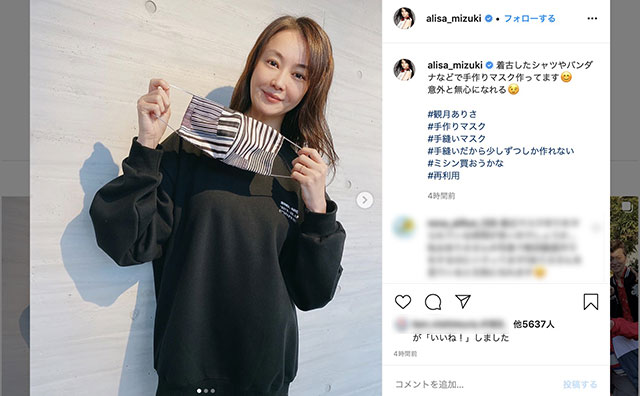 alisa_mizuki • フォローする
alisa_mizuki 着古したシャツやバンダ
ナなどで手作りマスク作ってます😊
意外と無心になれる😉
#観月ありさ
#手作りマスク
#手縫いマスク
#手縫いだから少しずつしか作れない
#ミシン買おうかな
#再利用
4時間前
他5637人
が「いいね！」しました
4時間前
コメントを追加...
投稿する